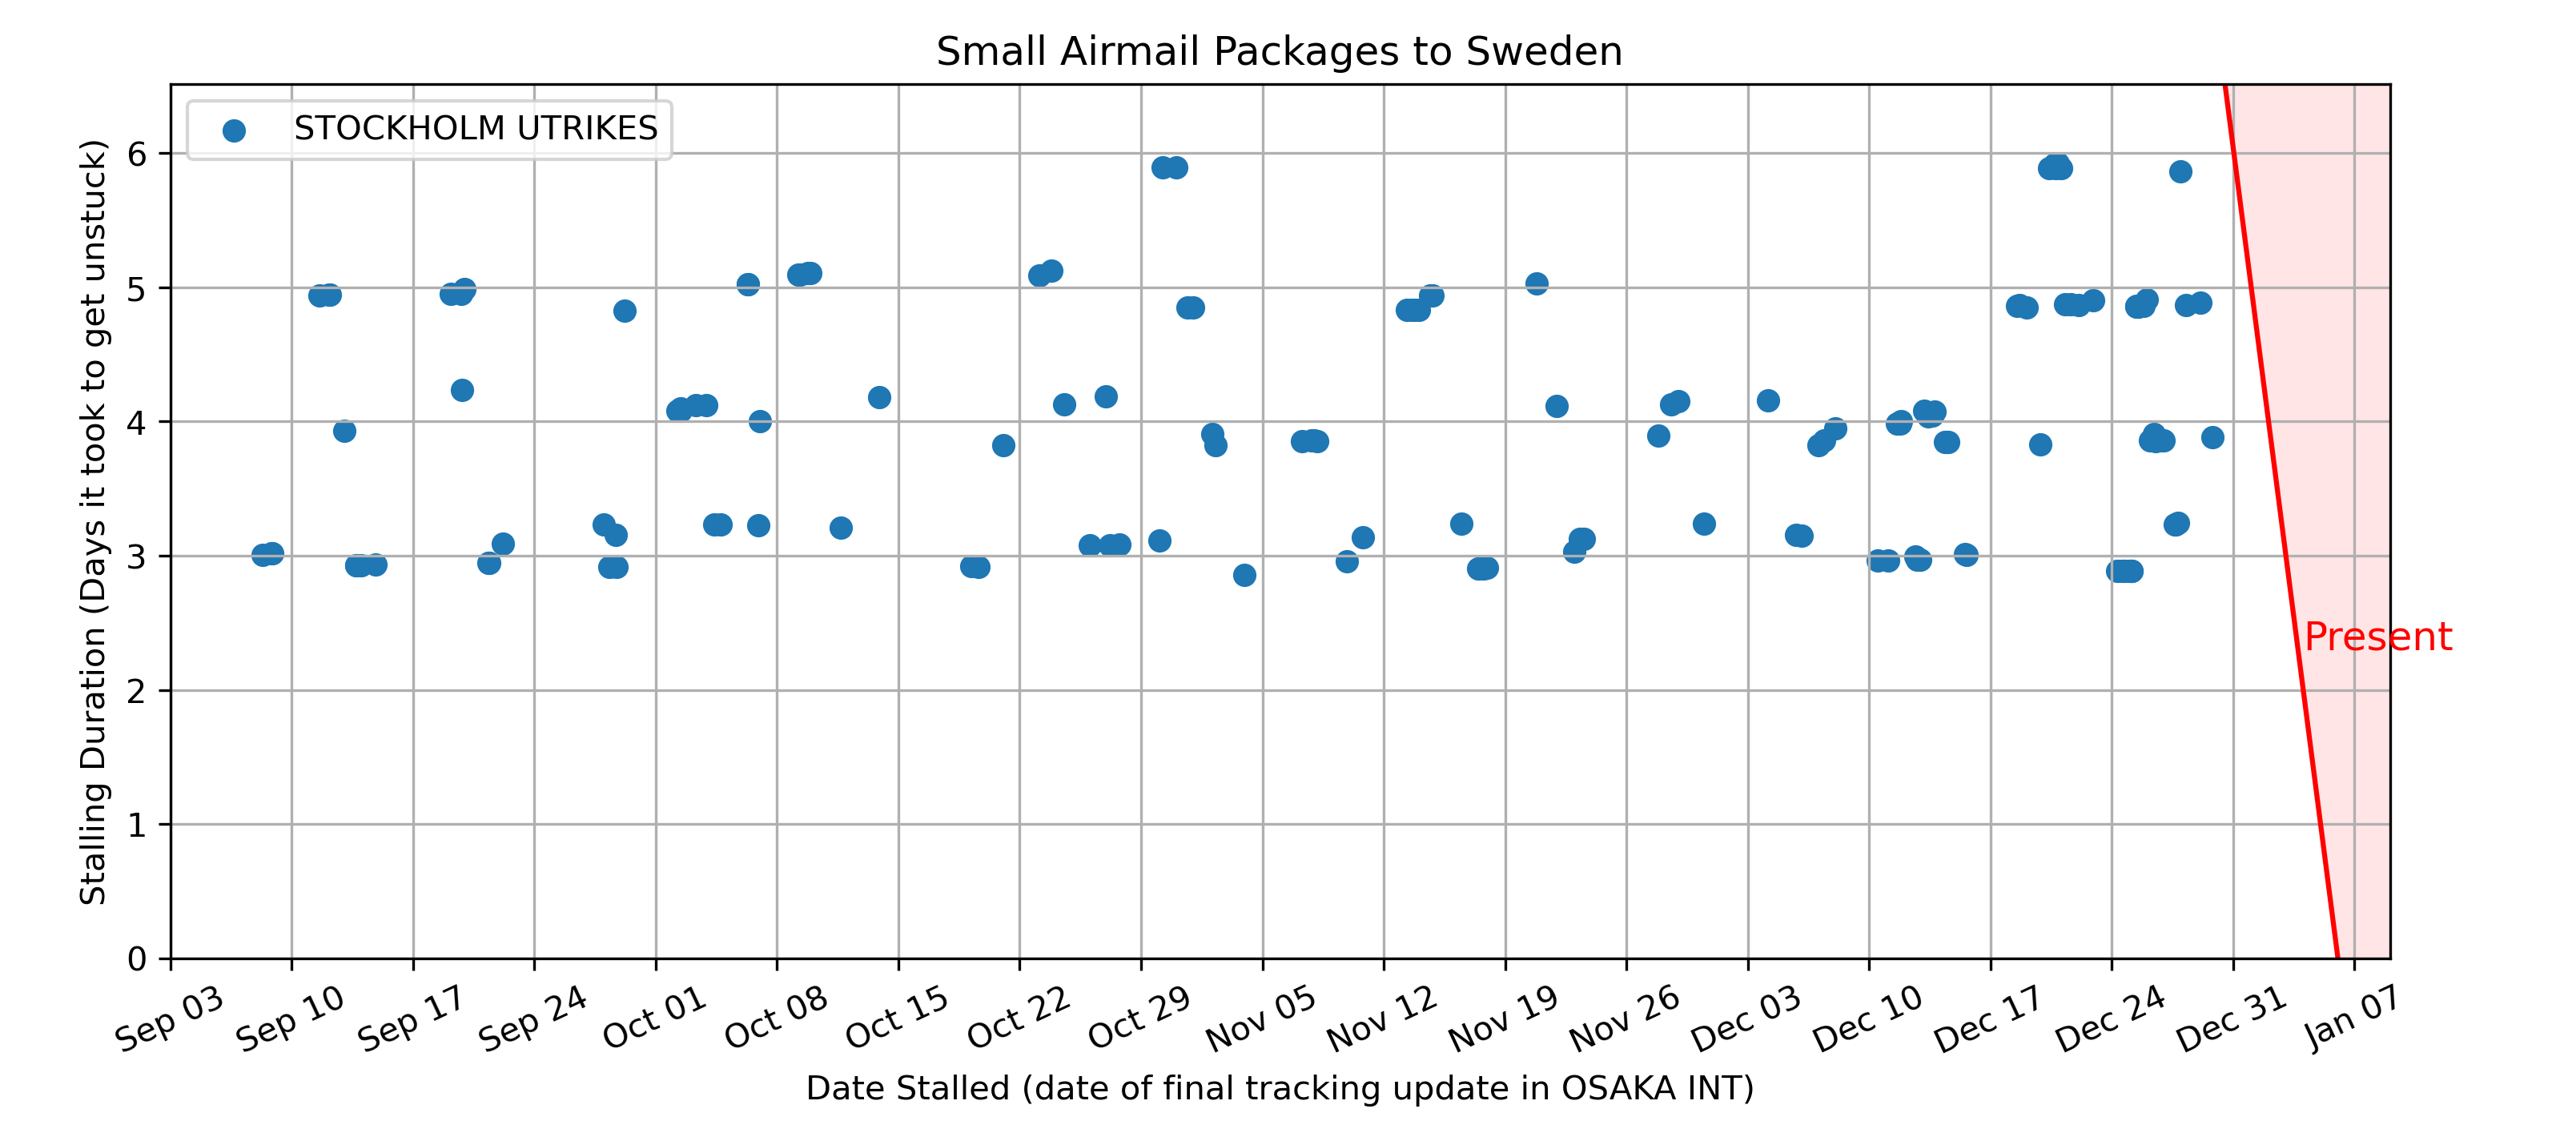 Small Airmail Packages to Sweden
STOCKHOLM UTRIKES
Stalling Duration (Days it took to get unstuck)
6
5
4
3
2
1
0
Present
Sep 03
Sep 10
Sep 17
Sep 24
Oct 01
Oct 08
Oct 15
Oct 22
Oct 29
Nov 05
Nov 12
Nov 19
Nov 26
Dec 03
Dec 10
Dec 17
Dec 24
Dec 31
Jan 07
Date Stalled (date of final tracking update in OSAKA INT)